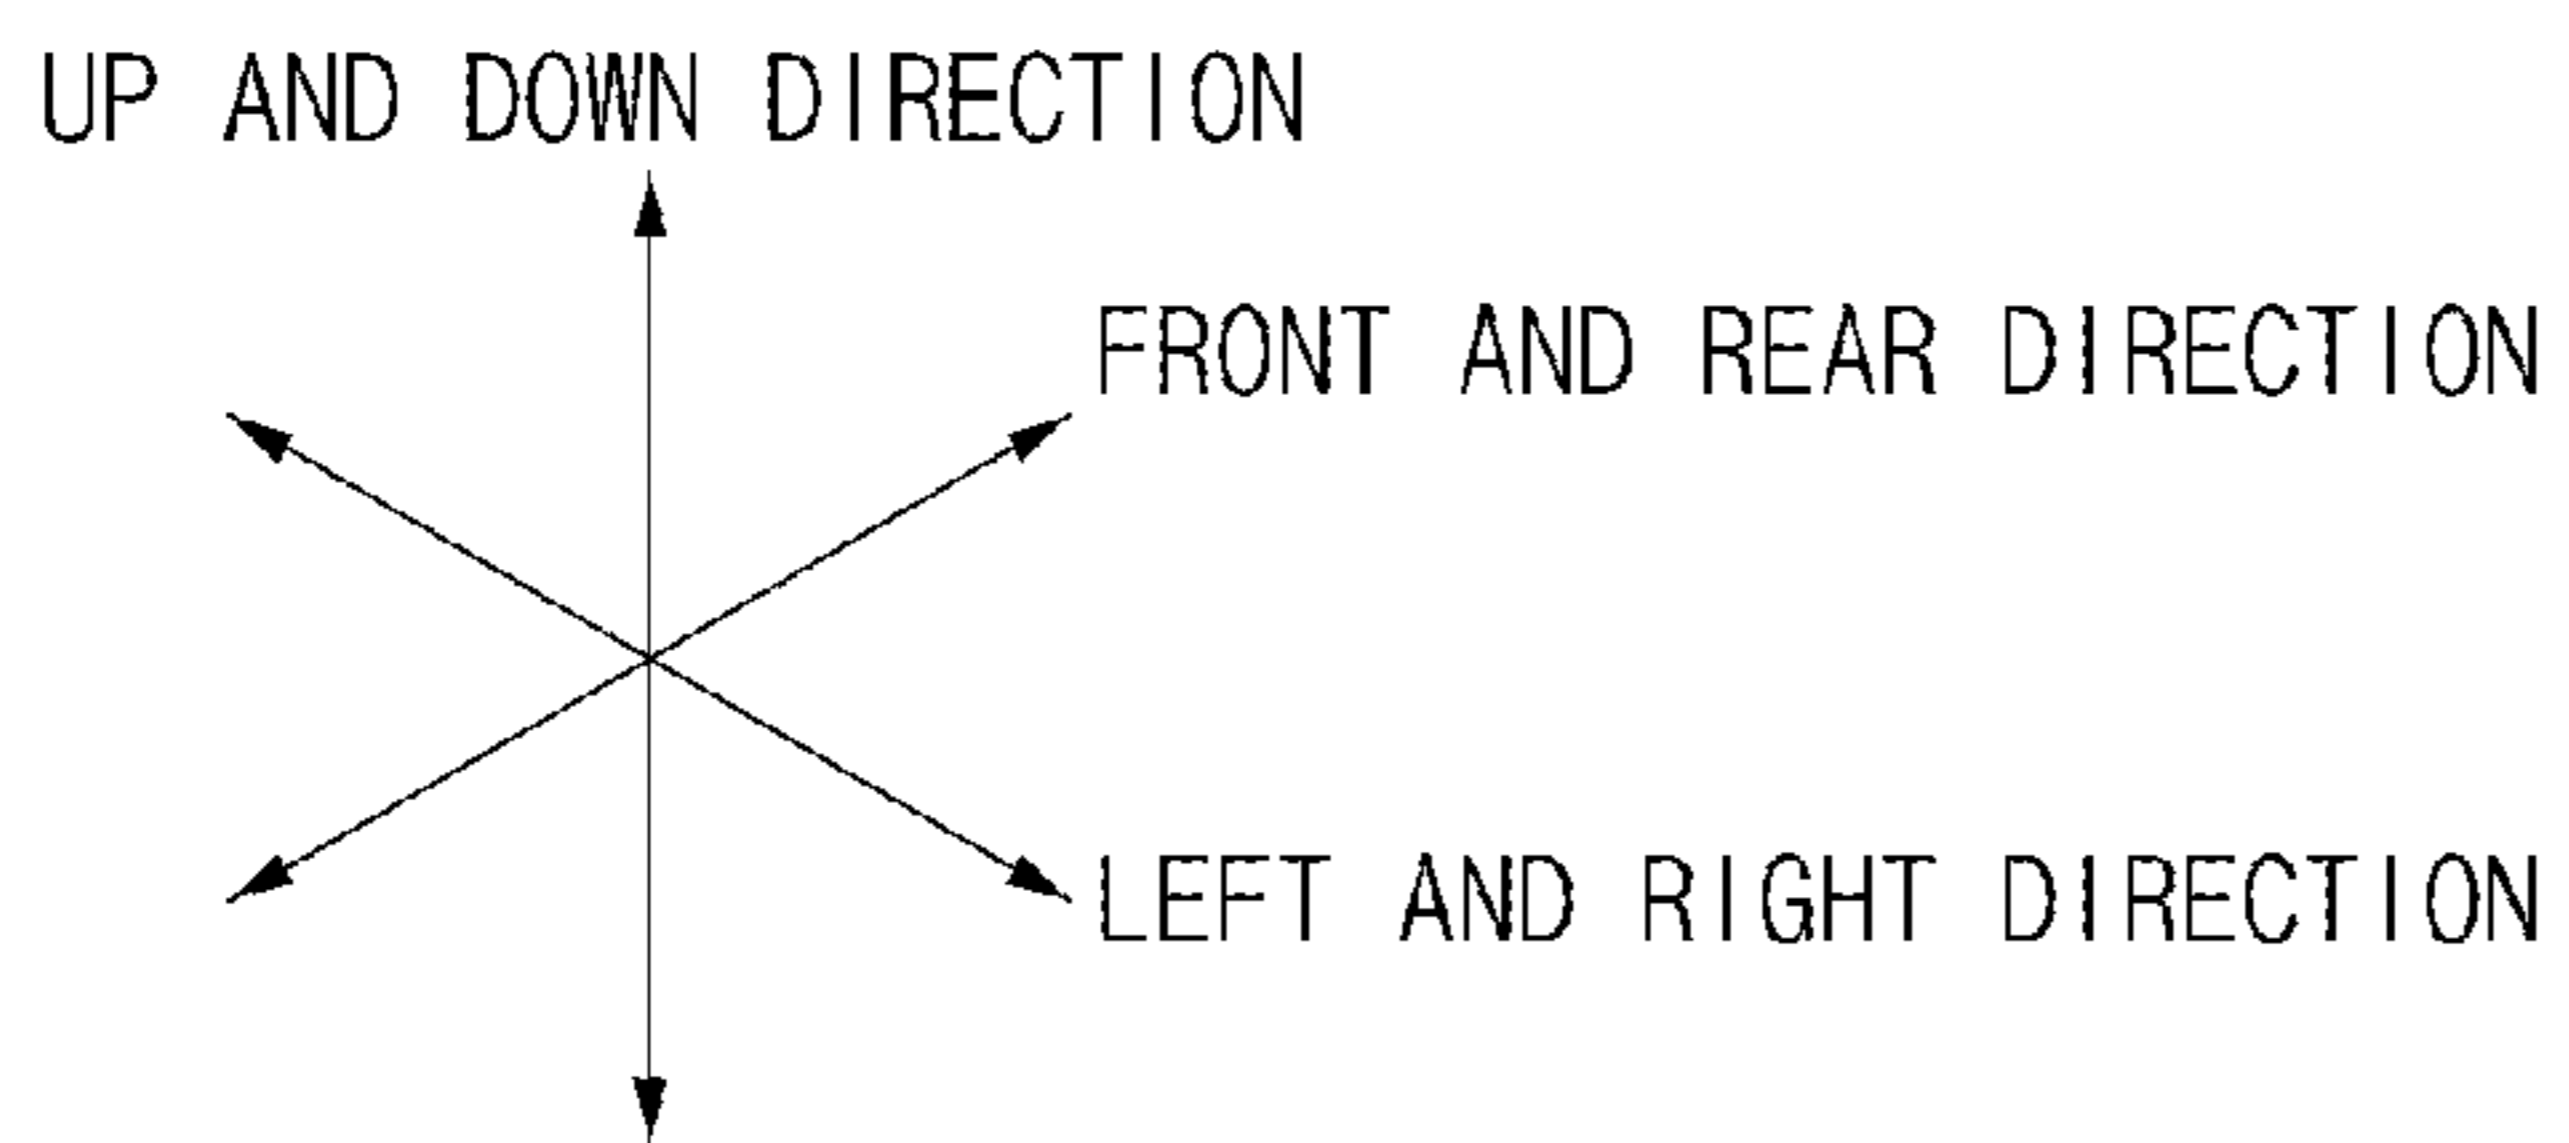 UP AND DOWN DIRECTION
FRONT AND REAR DIRECTION
LEFT AND RIGHT DIRECTION